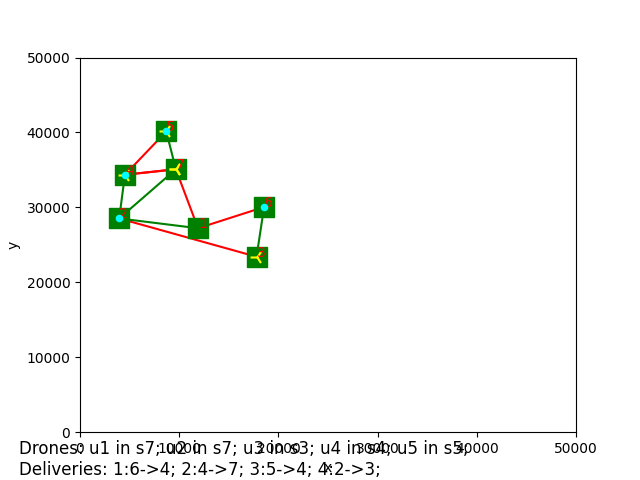 50000
40000
30000
20000
10000
0
y
0 10000 20000 30000 40000 50000
x
Drones: u1 in s7; u2 in s7; u3 in s3; u4 in s4; u5 in s5;
Deliveries: 1:6->4; 2:4->7; 3:5->4; 4:2->3;